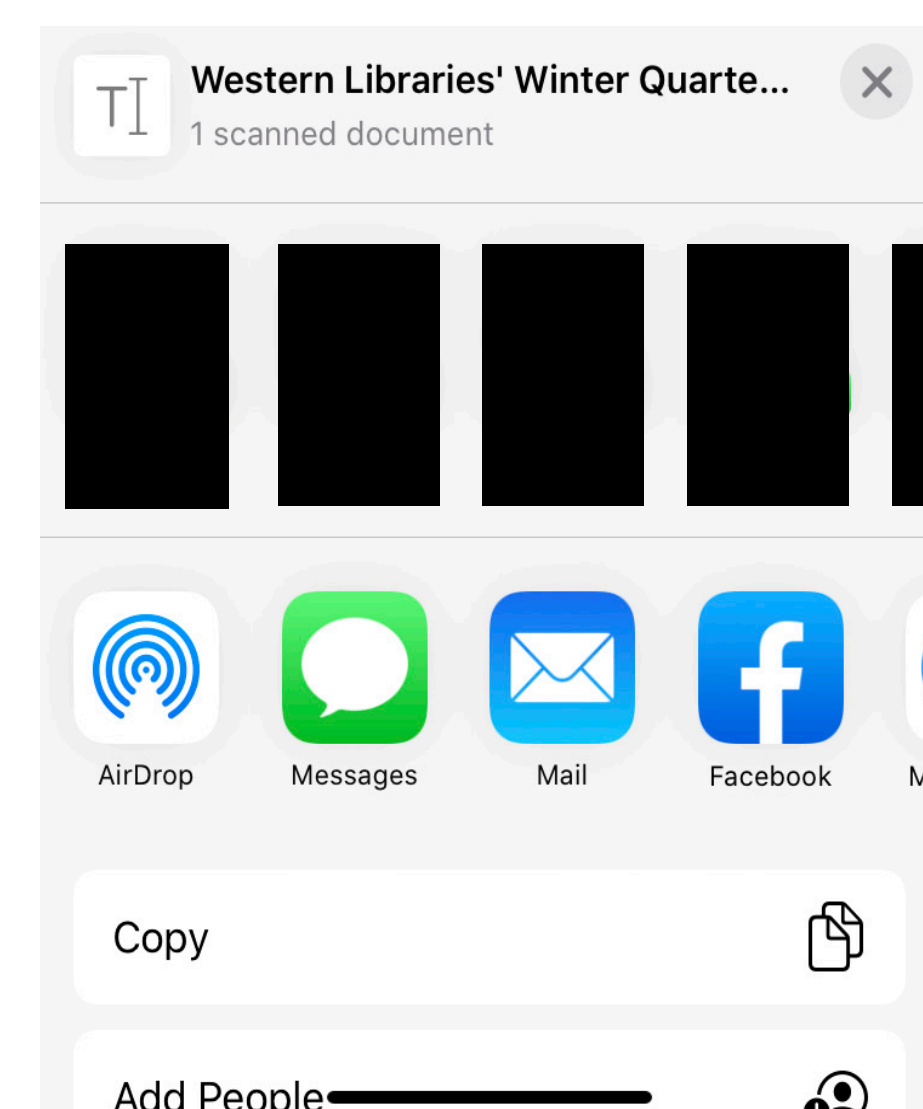 Western Libraries' Winter Quarte...
1 scanned document
AirDrop
Messages
Mail
Facebook
Copy
Add People